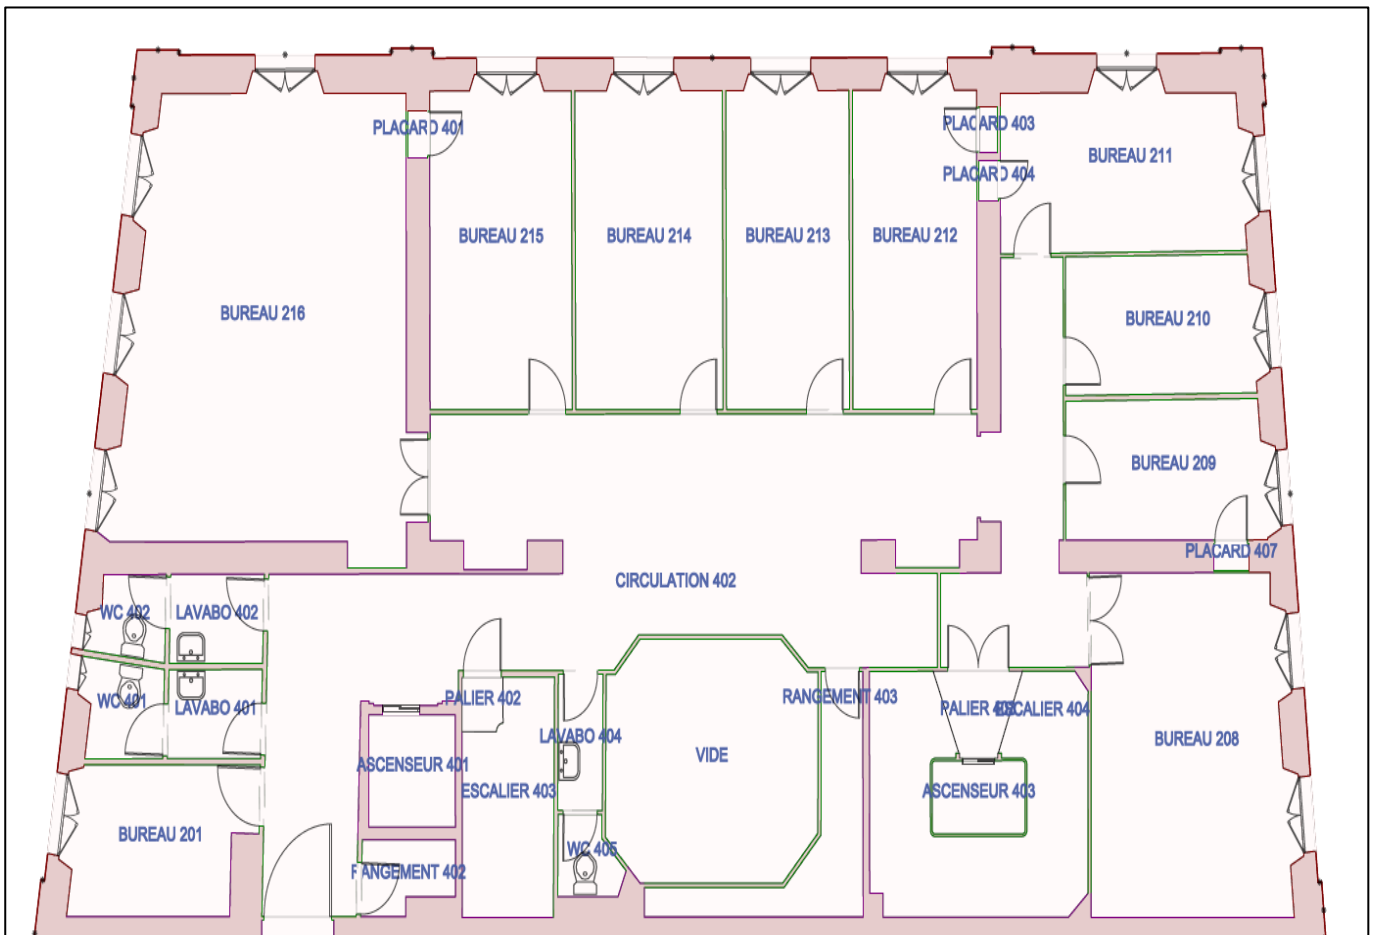 PLACARD 401
PLACARD 403
BUREAU 211
PLACARD 404
BUREAU 215
BUREAU 214
BUREAU 213
BUREAU 212
BUREAU 216
BUREAU 210
BUREAU 209
PLACARD 407
CIRCULATION 402
WC 402
LAVABO 402
WC 401
LAVABO 401
PALIER 402
RANGEMENT 403
PALIER
ESCALIER 404
LAVABO 404
VIDE
BUREAU 208
ASCENSEUR 401
ESCALIER 403
ASCENSEUR 403
BUREAU 201
WC 405
RANGEMENT 402